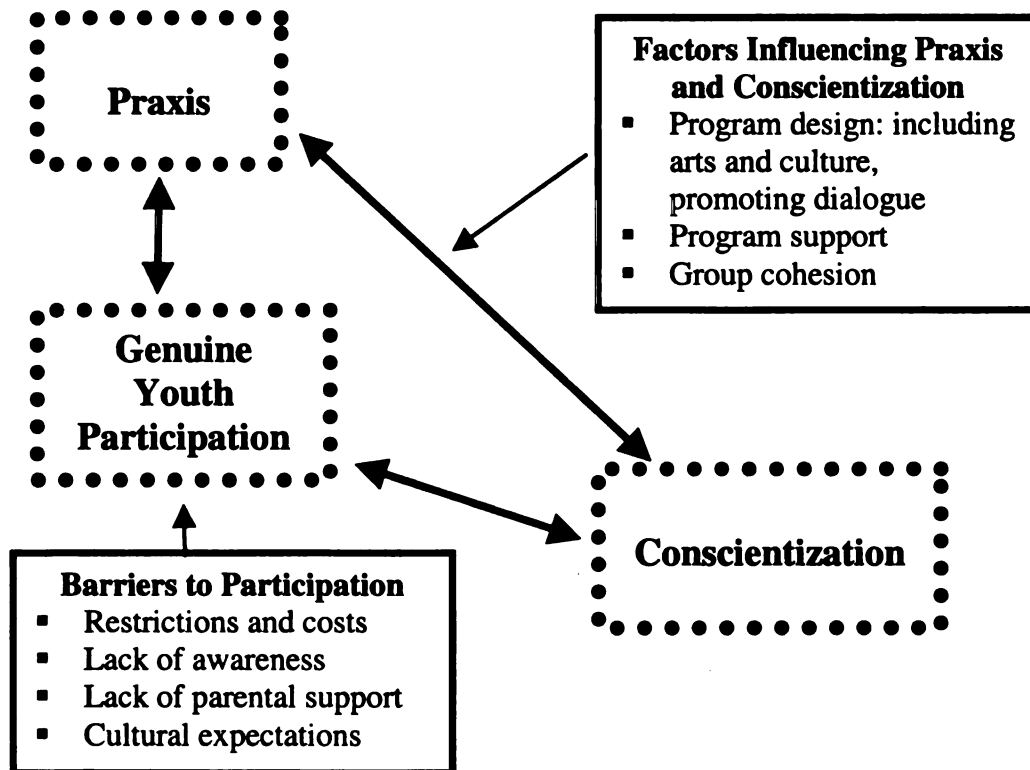 Praxis
Factors Influencing Praxis
and Conscientization
▪ Program design: including
arts and culture,
promoting dialogue
▪ Program support
▪ Group cohesion
Genuine
Youth
Participation
Conscientization
Barriers to Participation
▪ Restrictions and costs
▪ Lack of awareness
▪ Lack of parental support
▪ Cultural expectations